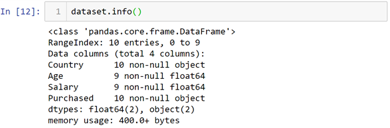 In [12]: 1 dataset.info()
<class 'pandas.core.frame.DataFrame'>
RangeIndex: 10 entries, 0 to 9
Data columns (total 4 columns):
Country      10 non-null object
Age          9 non-null float64
Salary       9 non-null float64
Purchased    10 non-null object
dtypes: float64(2), object(2)
memory usage: 400.0+ bytes